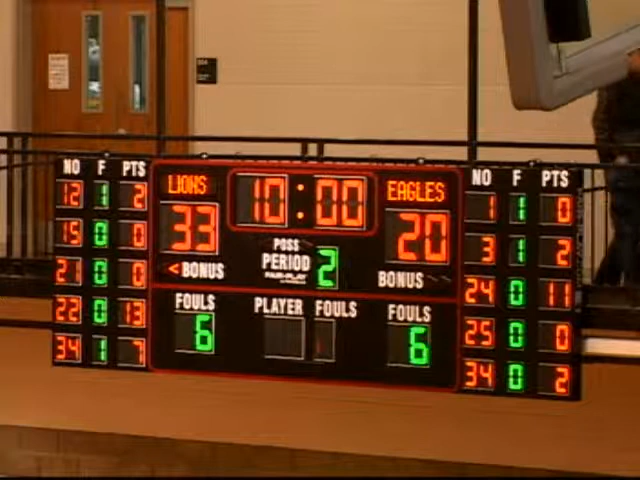 NO F PTS
12 1 2
15 0 0
21 0 0
22 0 13
34 1 7
LIONS 10:00 EAGLES
33 20
POSS
PERIOD 2
FAIR-PLAY
< BONUS BONUS
FOULS PLAYER FOULS FOULS
6 6
NO F PTS
1 1 0
3 1 2
24 0 11
25 0 0
34 0 2